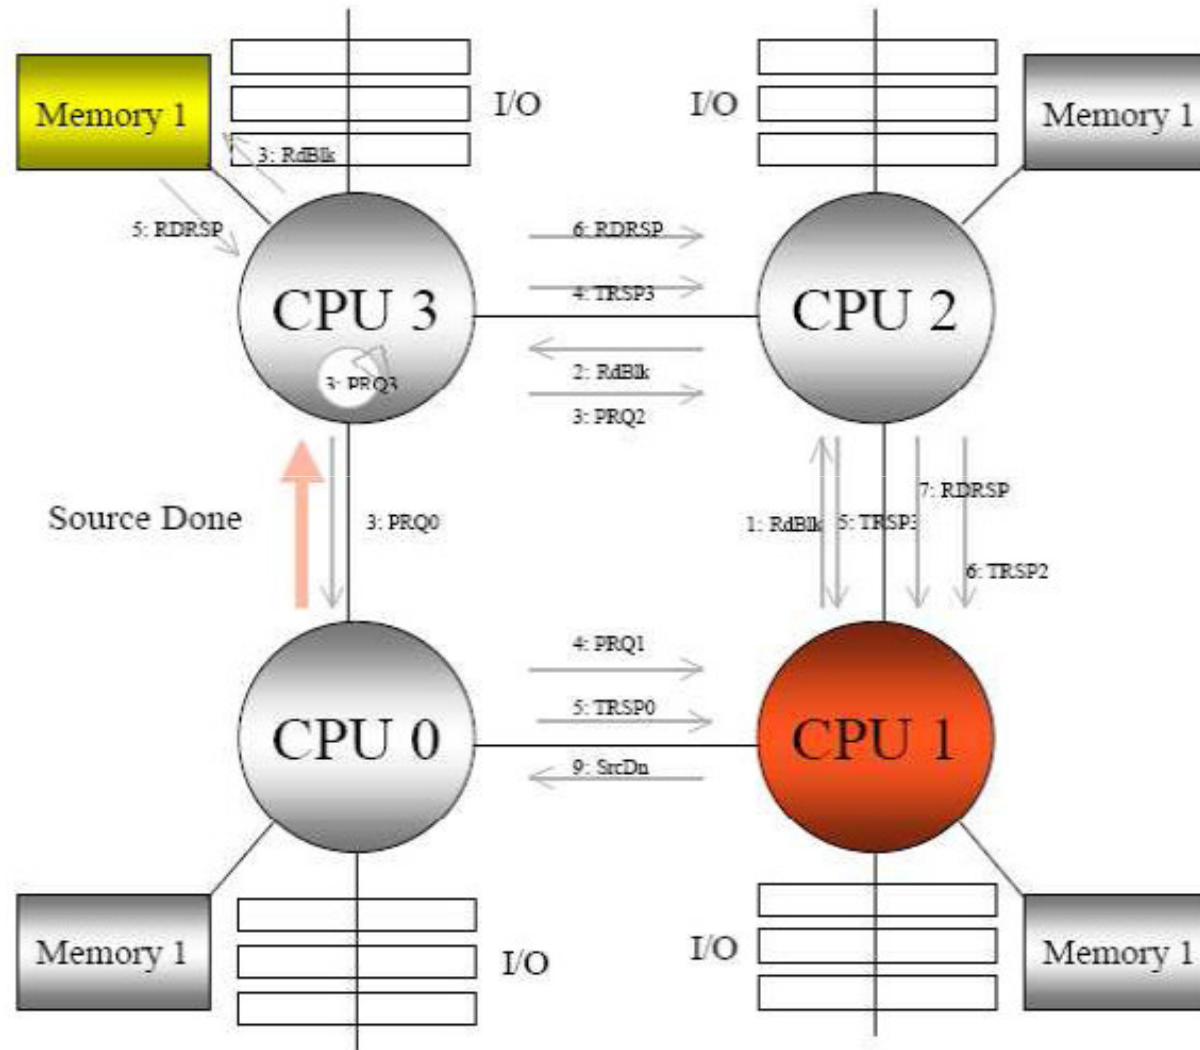 I/O
I/O
Memory 1
Memory 1
3: RdBlk
5: RDRSP
6: RDRSP
CPU 3
4: TRSP3
CPU 2
3: PRQ3
2: RdBlk
3: PRQ2
7: RDRSP
Source Done
3: PRQ0
1: RdBlk
5: TRSP3
6: TRSP2
4: PRQ1
5: TRSP0
CPU 0
CPU 1
9: SrcDn
Memory 1
I/O
I/O
Memory 1